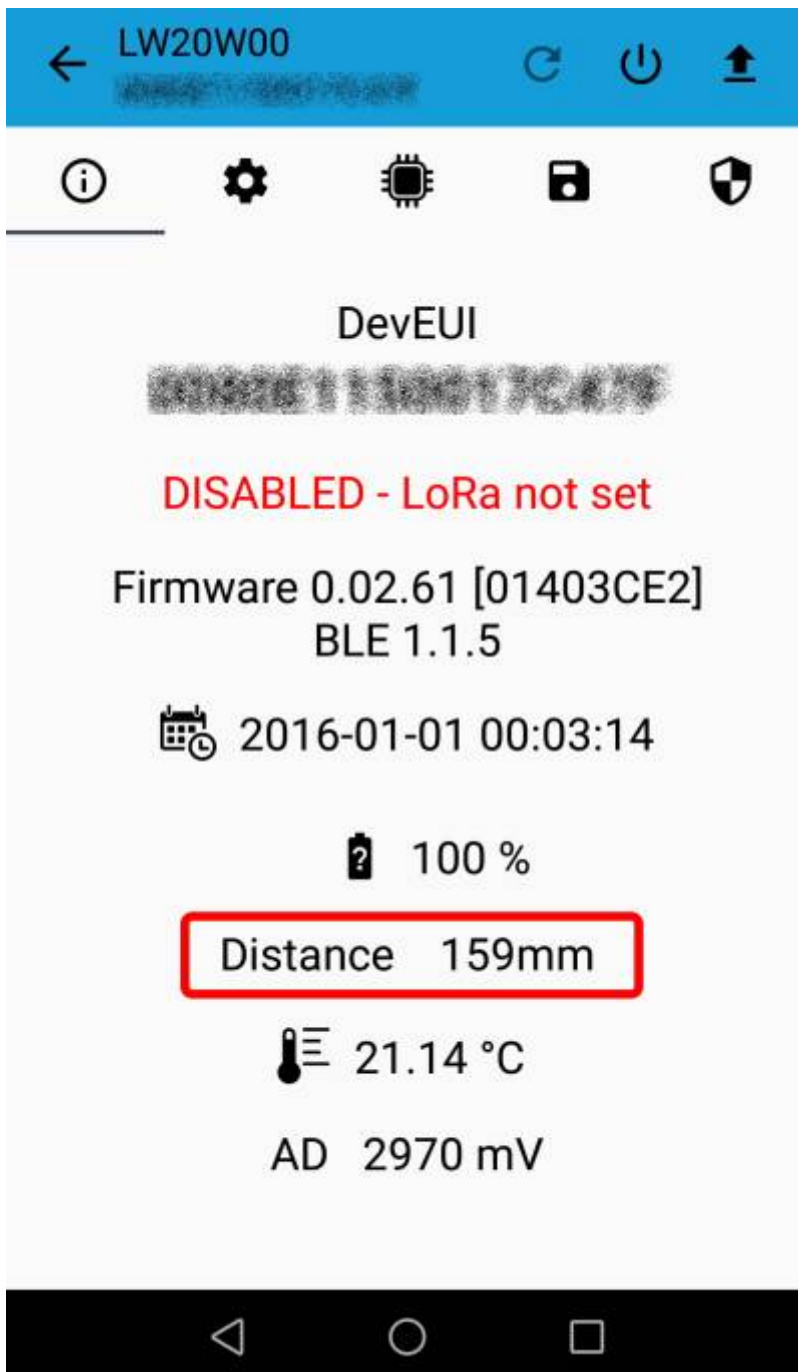 LW20W00
DevEUI
DISABLED - LoRa not set
Firmware 0.02.61 [01403CE2]
BLE 1.1.5
2016-01-01 00:03:14
100 %
Distance 159mm
21.14 °C
AD 2970 mV